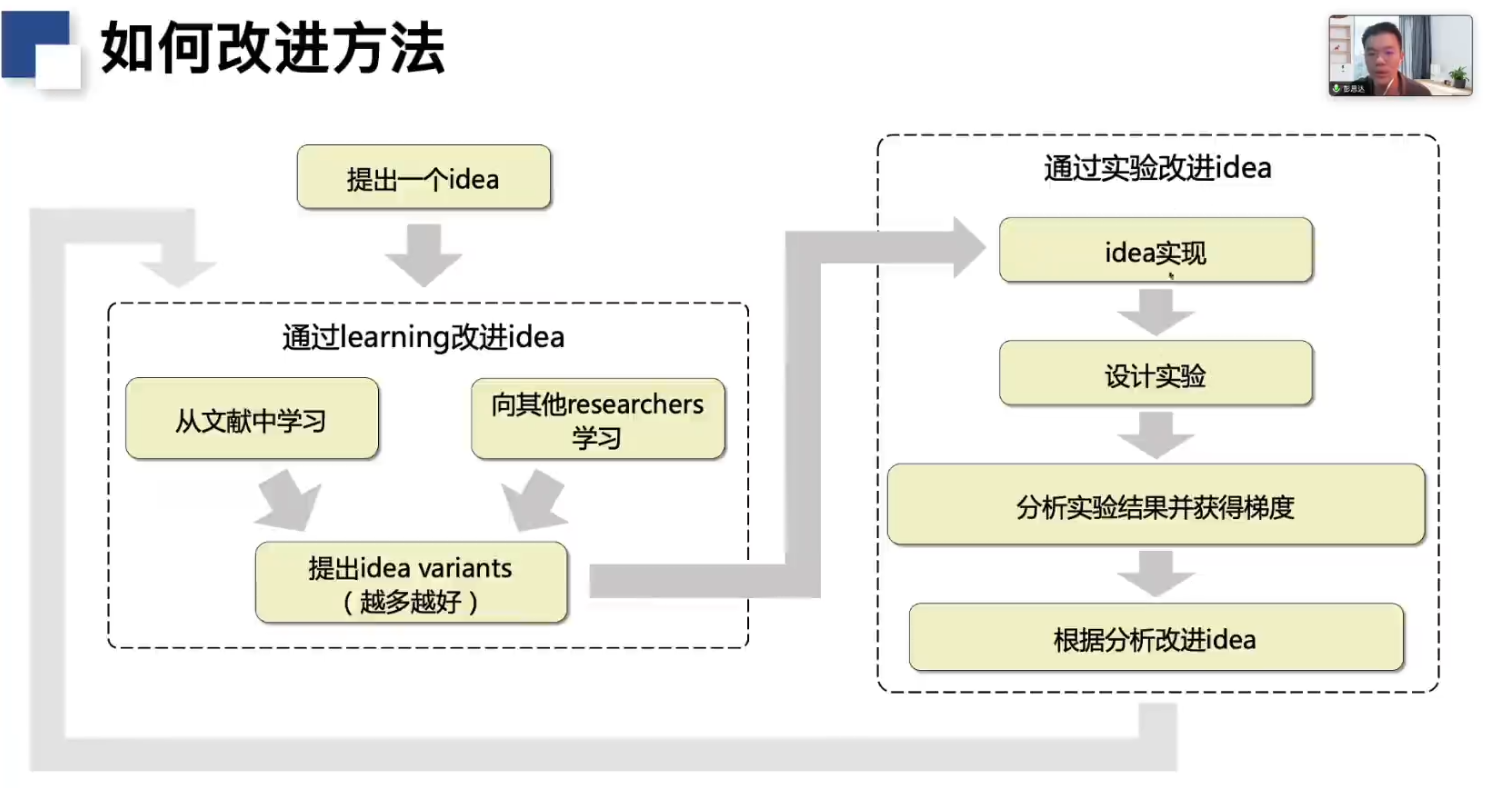 如何改进方法
彭思达
提出一个idea
通过learning改进idea
从文献中学习
向其他researchers
学习
提出idea variants
（越多越好）
通过实验改进idea
idea实现
设计实验
分析实验结果并获得梯度
根据分析改进idea